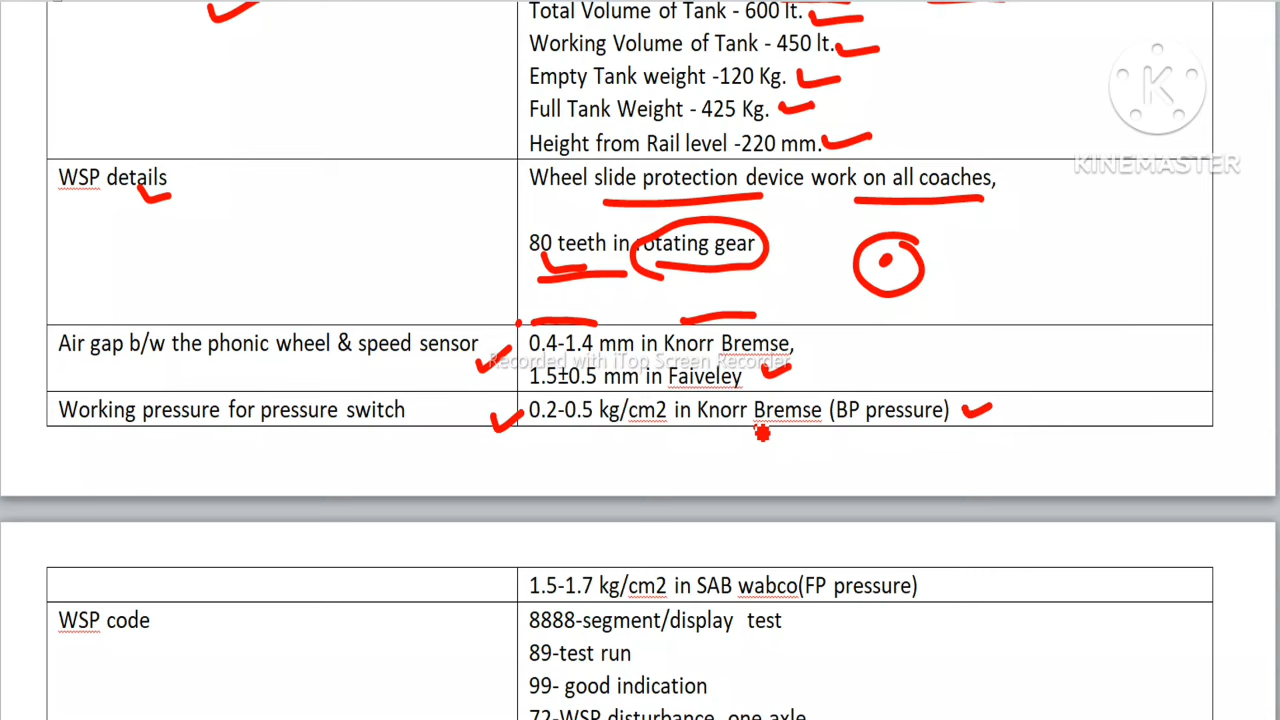 Total Volume of Tank - 600 lt.
Working Volume of Tank - 450 lt.
Empty Tank weight -120 Kg.
Full Tank Weight - 425 Kg.
Height from Rail level -220 mm.
K
KINEMASTER
WSP details
Wheel slide protection device work on all coaches,
80 teeth in rotating gear
Air gap b/w the phonic wheel & speed sensor
0.4-1.4 mm in Knorr Bremse,
Recorded with iTop Screen Recorder
1.5±0.5 mm in Faiveley
Working pressure for pressure switch
0.2-0.5 kg/cm2 in Knorr Bremse (BP pressure)
1.5-1.7 kg/cm2 in SAB wabco(FP pressure)
WSP code
8888-segment/display test
89-test run
99- good indication
72-WSP disturbance one axle